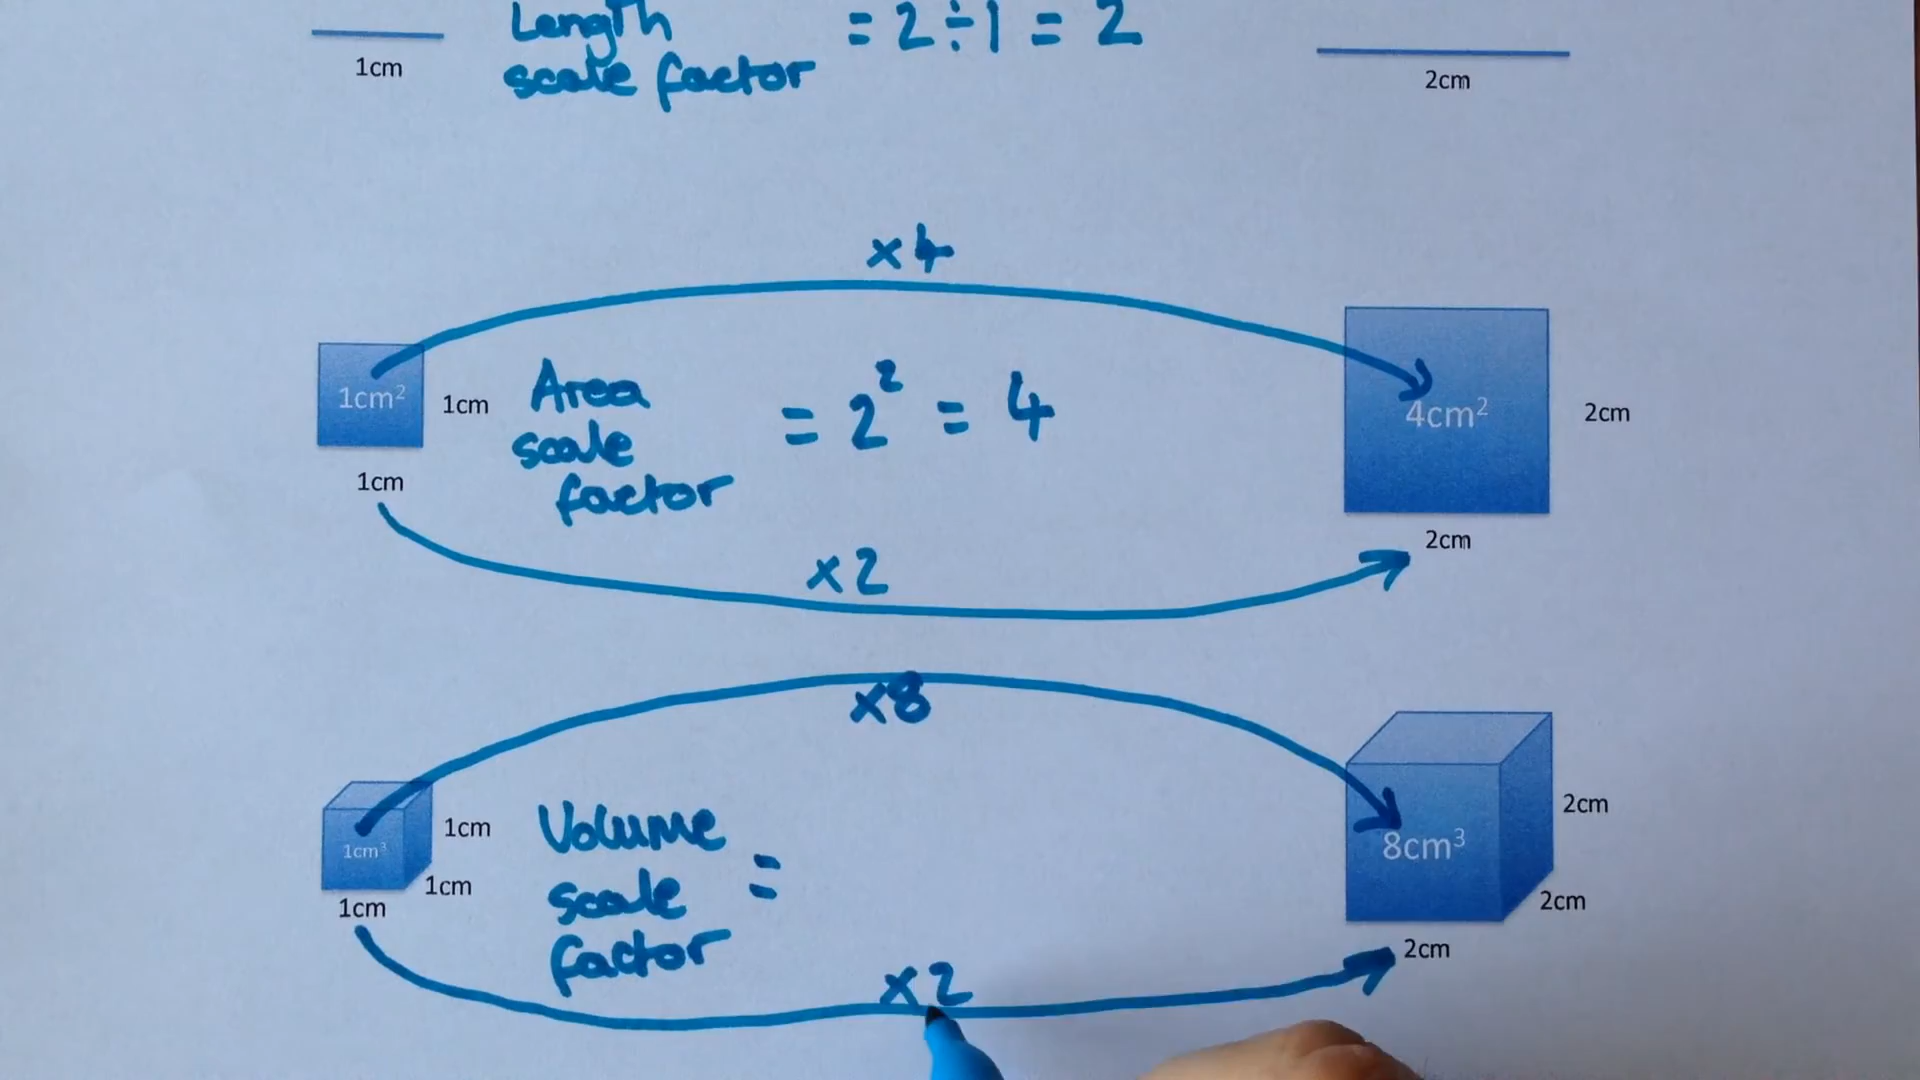 Length = 2÷1 = 2
scale factor
1cm
2cm
×4
1cm²
1cm
Area
scale
factor
= 2² = 4
4cm²
2cm
1cm
2cm
×2
×8
1cm³
1cm
1cm
1cm
Volume
scale
factor
=
8cm³
2cm
2cm
2cm
×2